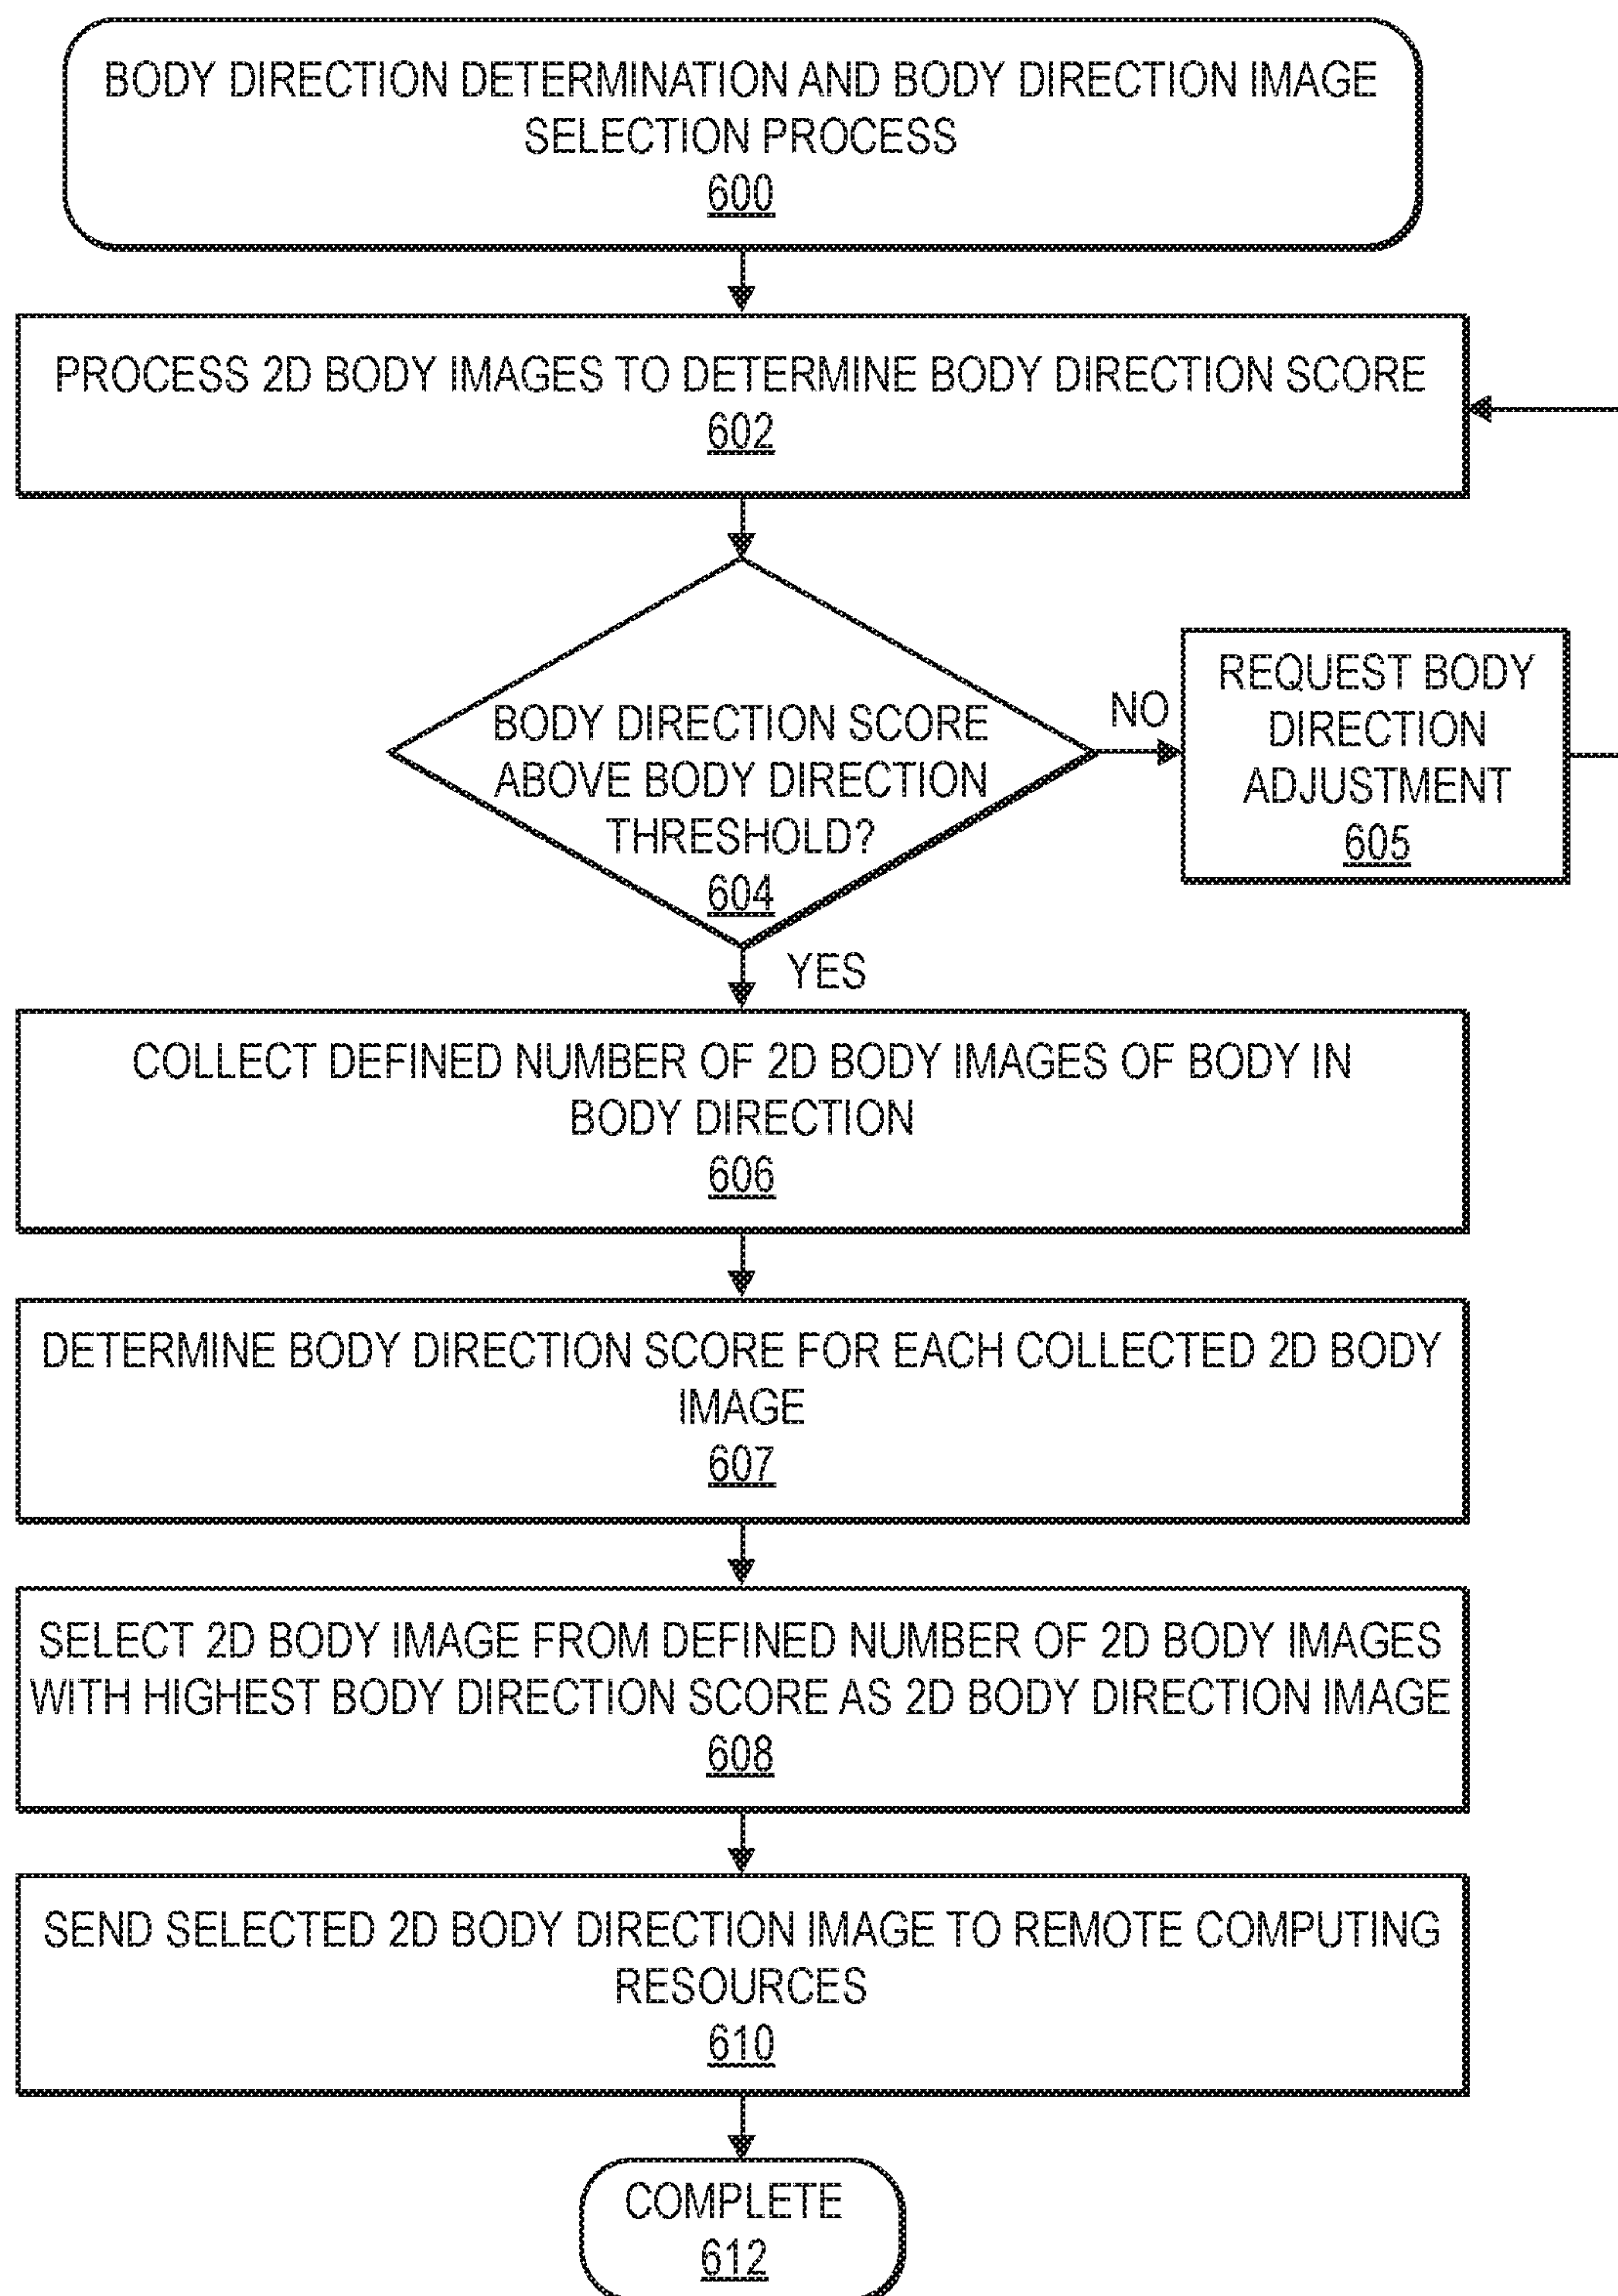 BODY DIRECTION DETERMINATION AND BODY DIRECTION IMAGE
SELECTION PROCESS
600
PROCESS 2D BODY IMAGES TO DETERMINE BODY DIRECTION SCORE
602
BODY DIRECTION SCORE
ABOVE BODY DIRECTION
THRESHOLD?
604
NO
REQUEST BODY
DIRECTION
ADJUSTMENT
605
YES
COLLECT DEFINED NUMBER OF 2D BODY IMAGES OF BODY IN
BODY DIRECTION
606
DETERMINE BODY DIRECTION SCORE FOR EACH COLLECTED 2D BODY
IMAGE
607
SELECT 2D BODY IMAGE FROM DEFINED NUMBER OF 2D BODY IMAGES
WITH HIGHEST BODY DIRECTION SCORE AS 2D BODY DIRECTION IMAGE
608
SEND SELECTED 2D BODY DIRECTION IMAGE TO REMOTE COMPUTING
RESOURCES
610
COMPLETE
612